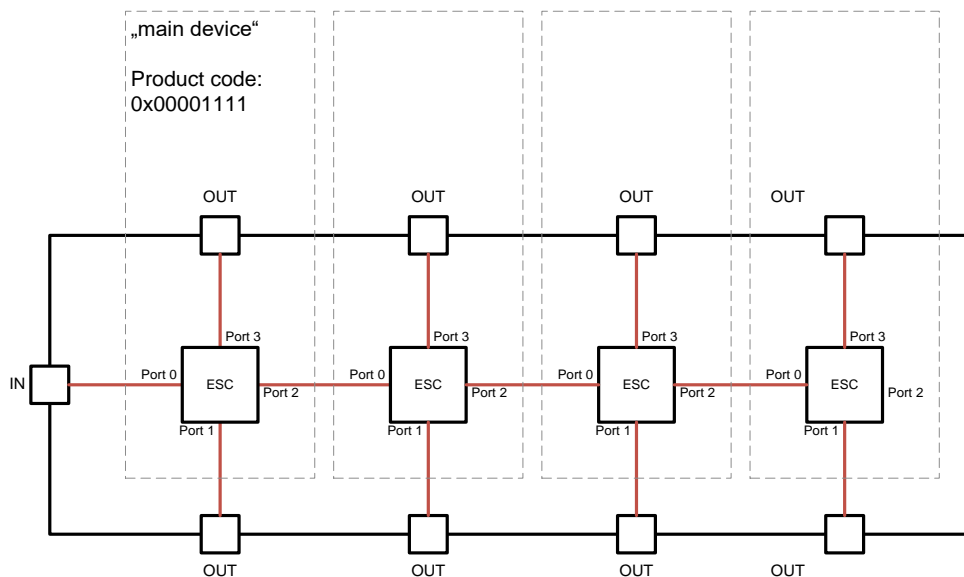 „main device“
Product code:
0x00001111
OUT
OUT
OUT
OUT
Port 3
Port 3
Port 3
Port 3
IN
Port 0
ESC
Port 2
Port 0
ESC
Port 2
Port 0
ESC
Port 2
Port 0
ESC
Port 2
Port 1
Port 1
Port 1
Port 1
OUT
OUT
OUT
OUT